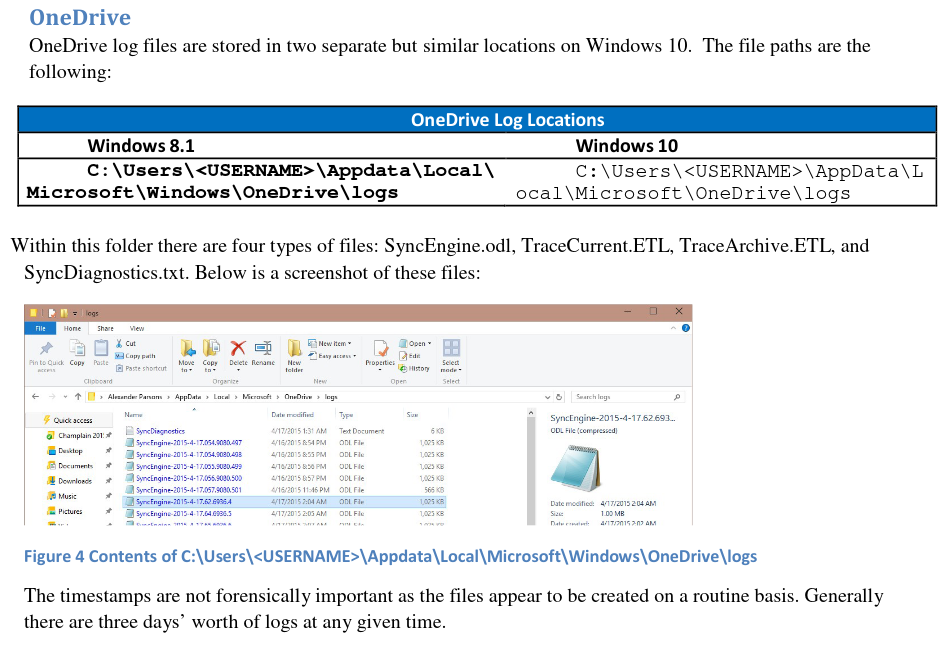 OneDrive
OneDrive log files are stored in two separate but similar locations on Windows 10.  The file paths are the
following:
OneDrive Log Locations
Windows 8.1
Windows 10
C:\Users\<USERNAME>\Appdata\Local\
Microsoft\Windows\OneDrive\logs
C:\Users\<USERNAME>\AppData\L
ocal\Microsoft\OneDrive\logs
Within this folder there are four types of files: SyncEngine.odl, TraceCurrent.ETL, TraceArchive.ETL, and
SyncDiagnostics.txt. Below is a screenshot of these files:
logs
File Home Share View
Pin to Quick access
Copy
Paste
Cut
Copy path
Paste shortcut
Clipboard
Move to
Copy to
Delete
Rename
Organize
New folder
New item
Easy access
New
Properties
Open
Edit
History
Open
Select mode
Select
Alexander Parsons > AppData > Local > Microsoft > OneDrive > logs
Search logs
Quick access
Champlain 201
Desktop
Documents
Downloads
Music
Pictures
Name Date modified Type Size
SyncDiagnostics 4/17/2015 1:31 AM Text Document 6 KB
SyncEngine-2015-4-17.054.9080.497 4/16/2015 8:54 PM ODL File 1,025 KB
SyncEngine-2015-4-17.054.9080.498 4/16/2015 8:55 PM ODL File 1,025 KB
SyncEngine-2015-4-17.055.9080.499 4/16/2015 8:56 PM ODL File 1,025 KB
SyncEngine-2015-4-17.056.9080.500 4/16/2015 8:57 PM ODL File 1,025 KB
SyncEngine-2015-4-17.057.9080.501 4/16/2015 11:46 PM ODL File 566 KB
SyncEngine-2015-4-17.62.6936.4 4/17/2015 2:04 AM ODL File 1,025 KB
SyncEngine-2015-4-17.64.6936.5 4/17/2015 2:05 AM ODL File 1,025 KB
SyncEngine-2015-4-17.62.693...
ODL File (compressed)
Date modified: 4/17/2015 2:04 AM
Size: 1.00 MB
Date created: 4/17/2015 2:02 AM
Figure 4 Contents of C:\Users\<USERNAME>\Appdata\Local\Microsoft\Windows\OneDrive\logs
The timestamps are not forensically important as the files appear to be created on a routine basis. Generally
there are three days’ worth of logs at any given time.